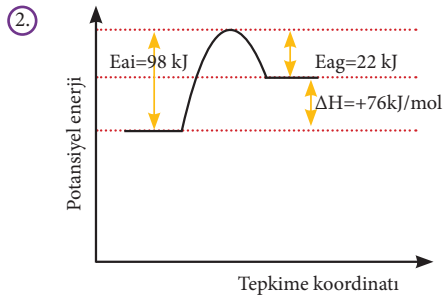 2.
Potansiyel enerji
Eai=98 kJ
Eag=22 kJ
ΔH=+76kJ/mol
Tepkime koordinatı